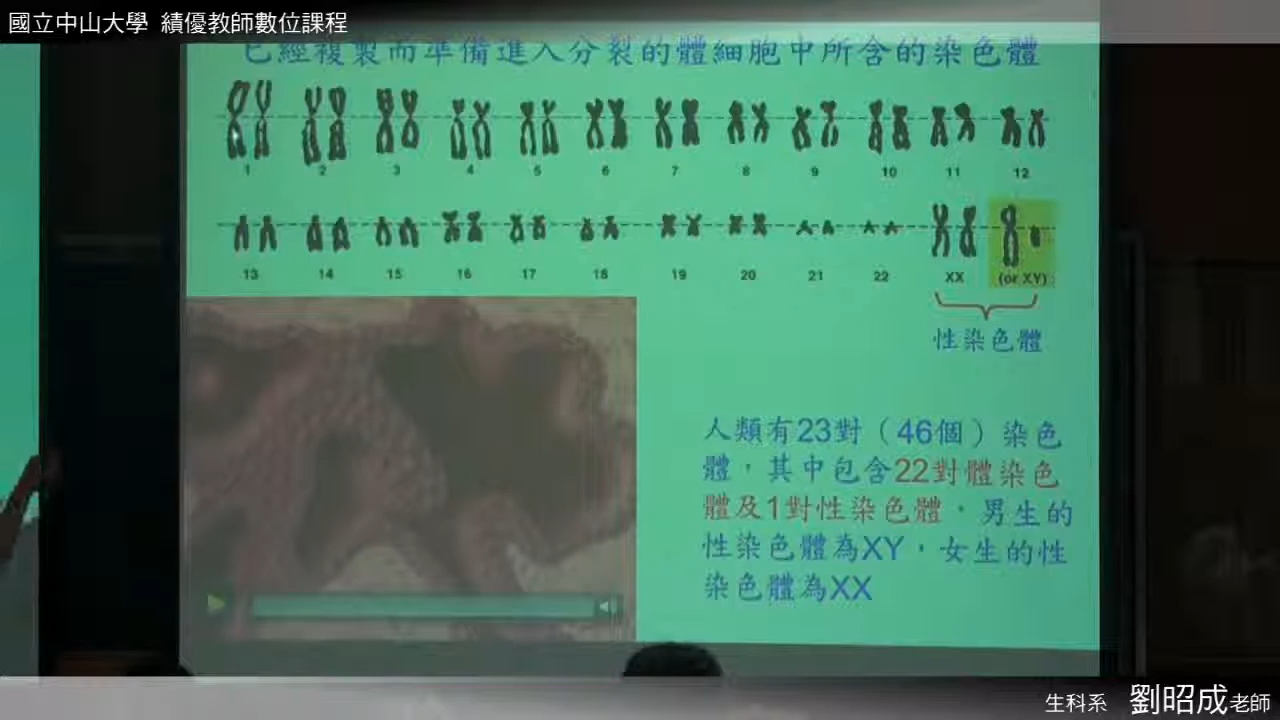 國立中山大學 績優教師數位課程
已經複製而準備進入分裂的體細胞中所含的染色體
1 2 3 4 5 6 7 8 9 10 11 12
13 14 15 16 17 18 19 20 21 22 XX (or XY)
性染色體
人類有23對（46個）染色
體，其中包含22對體染色
體及1對性染色體。男生的
性染色體為XY，女生的性
染色體為XX
生科系 劉昭成老師